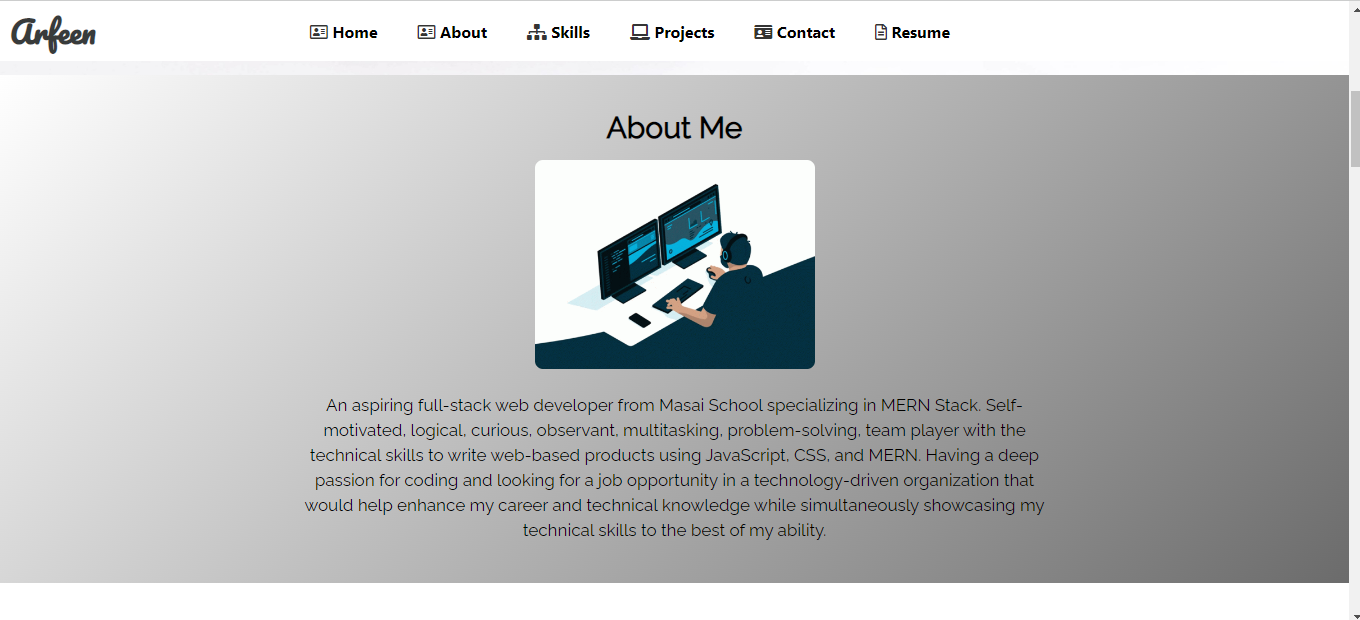 Arfeen
Home About Skills Projects Contact Resume
About Me
An aspiring full-stack web developer from Masai School specializing in MERN Stack. Self-
motivated, logical, curious, observant, multitasking, problem-solving, team player with the
technical skills to write web-based products using JavaScript, CSS, and MERN. Having a deep
passion for coding and looking for a job opportunity in a technology-driven organization that
would help enhance my career and technical knowledge while simultaneously showcasing my
technical skills to the best of my ability.